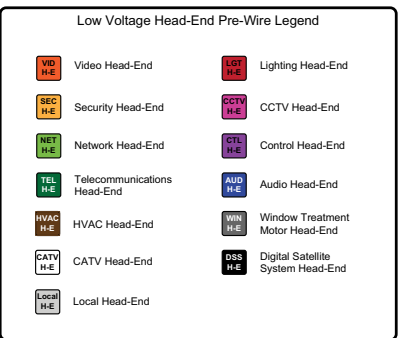 Low Voltage Head-End Pre-Wire Legend
VID
H-E
Video Head-End
LGT
H-E
Lighting Head-End
SEC
H-E
Security Head-End
CCTV
H-E
CCTV Head-End
NET
H-E
Network Head-End
CTL
H-E
Control Head-End
TEL
H-E
Telecommunications
Head-End
AUD
H-E
Audio Head-End
HVAC
H-E
HVAC Head-End
WIN
H-E
Window Treatment
Motor Head-End
CATV
H-E
CATV Head-End
DSS
H-E
Digital Satellite
System Head-End
Local
H-E
Local Head-End